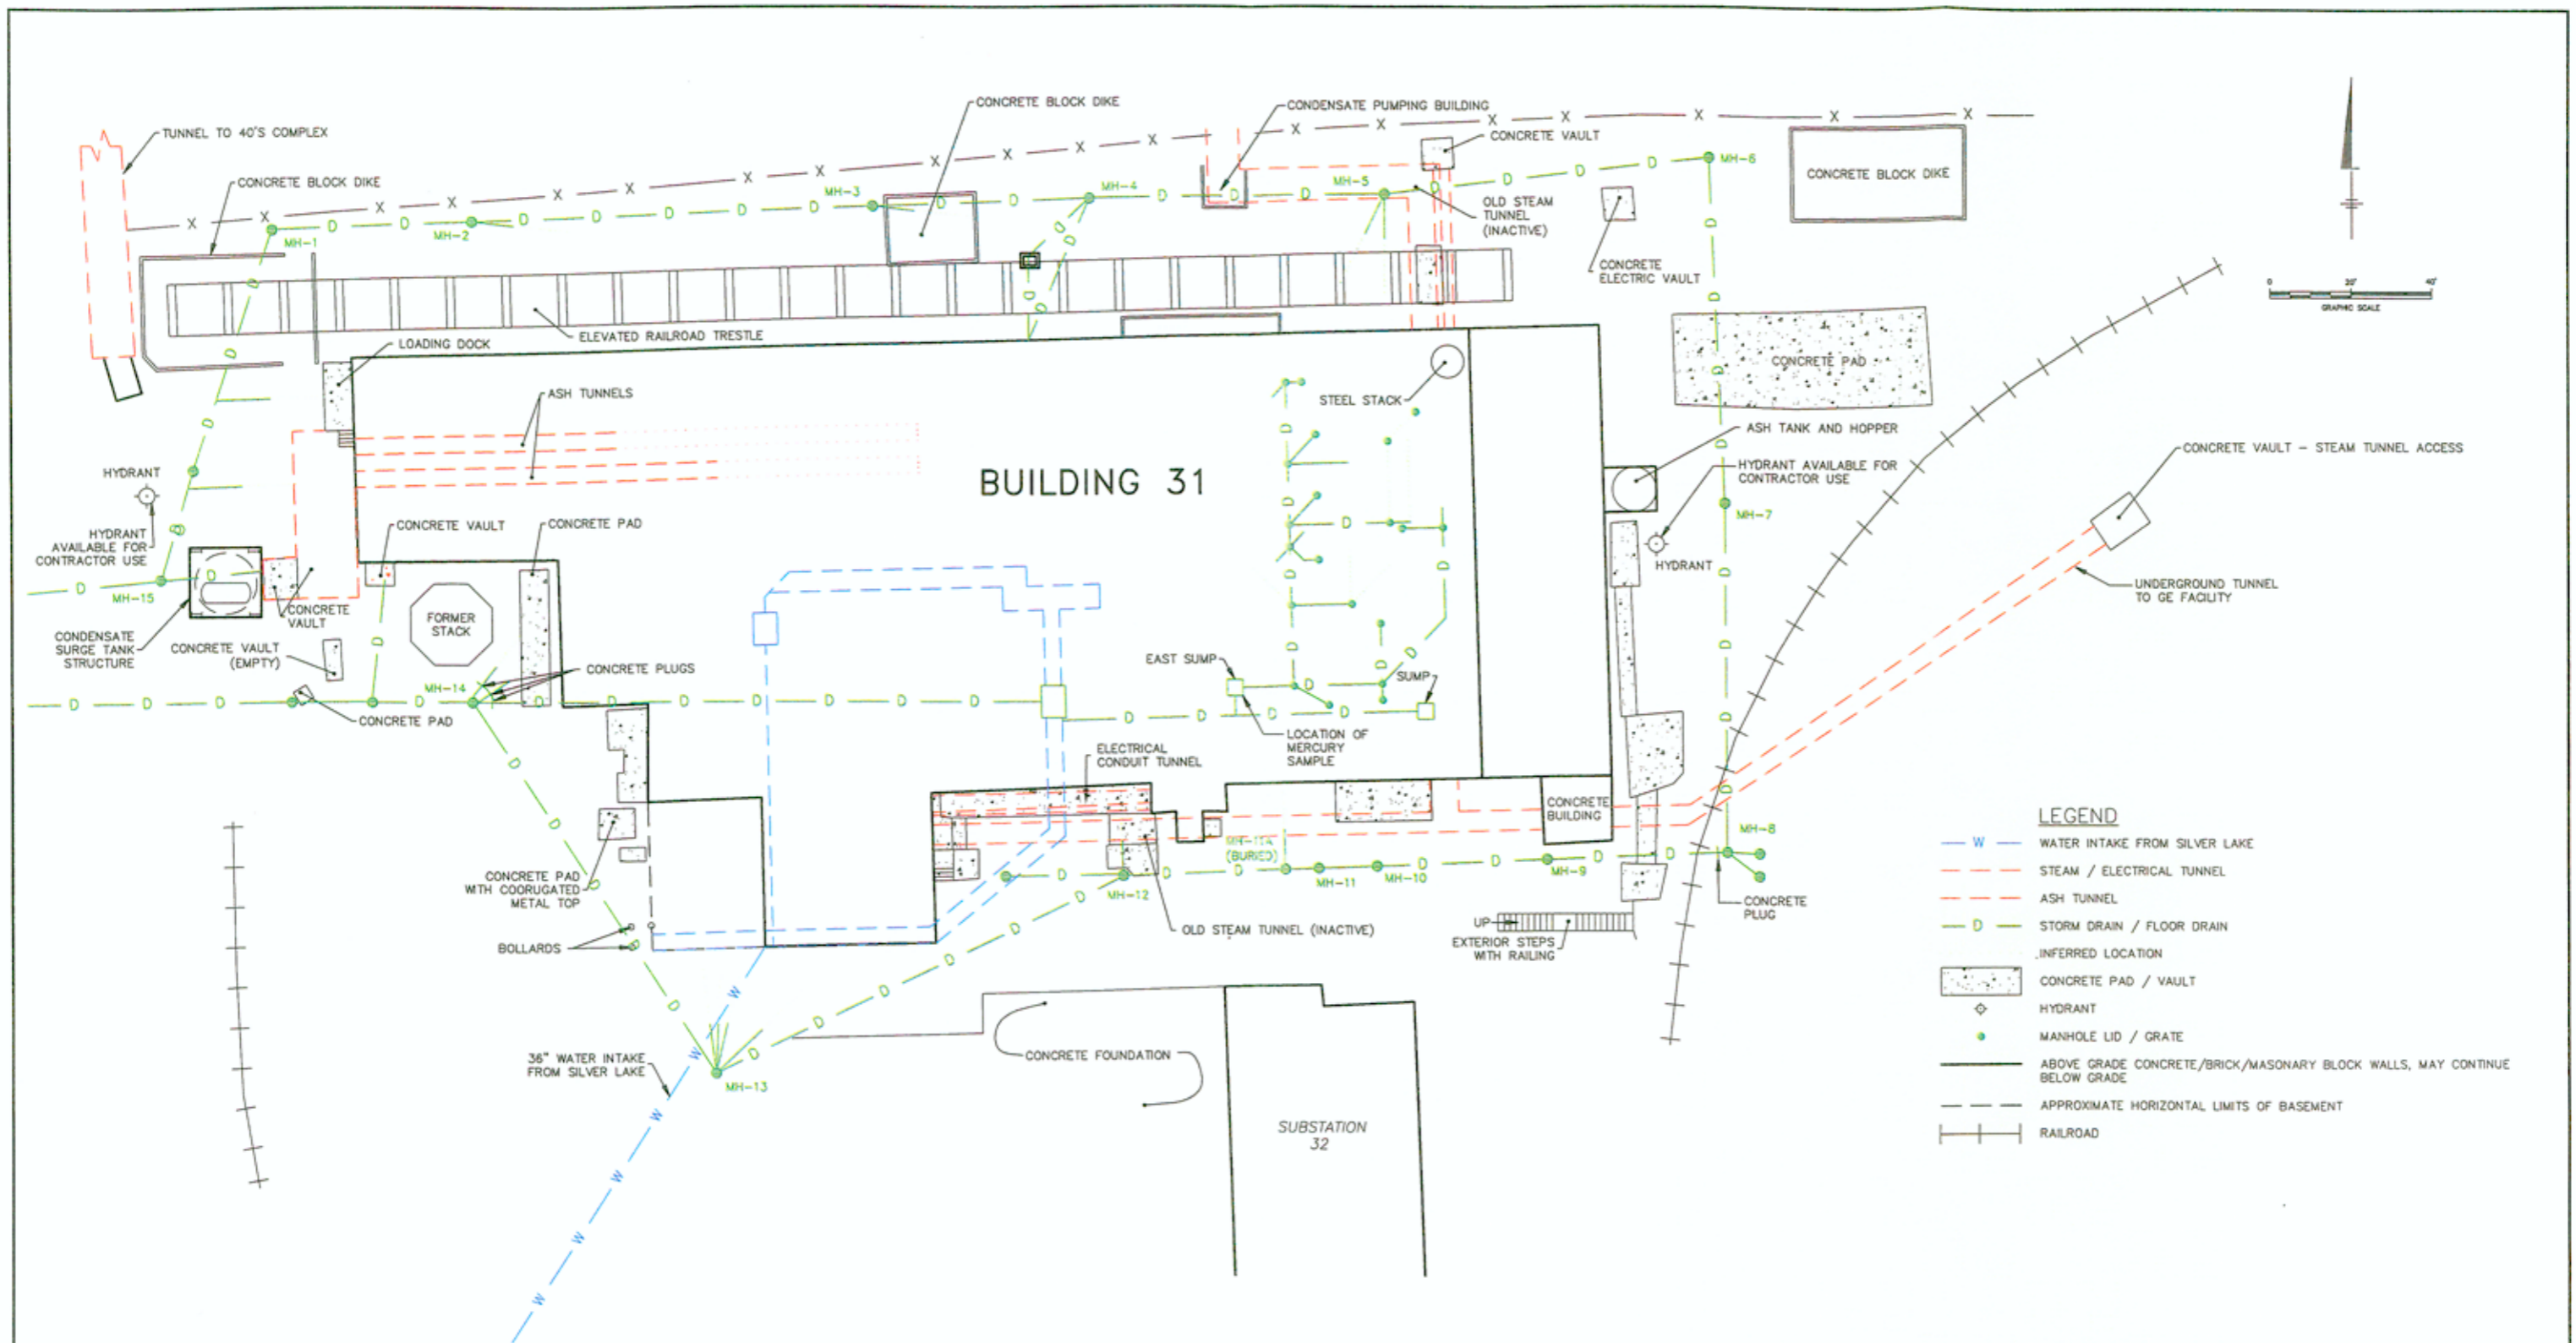 TUNNEL TO 40'S COMPLEX
CONCRETE BLOCK DIKE
CONCRETE BLOCK DIKE
CONDENSATE PUMPING BUILDING
CONCRETE VAULT
X X X X X X X X X X X X X X X X X X X
MH-1
MH-2
MH-3
MH-4
MH-5
MH-6
OLD STEAM
TUNNEL
(INACTIVE)
CONCRETE
ELECTRIC VAULT
CONCRETE BLOCK DIKE
0 20' 40'
GRAPHIC SCALE
LOADING DOCK
ELEVATED RAILROAD TRESTLE
STEEL STACK
CONCRETE PAD
ASH TUNNELS
BUILDING 31
ASH TANK AND HOPPER
HYDRANT AVAILABLE FOR
CONTRACTOR USE
CONCRETE VAULT - STEAM TUNNEL ACCESS
HYDRANT
HYDRANT
AVAILABLE FOR
CONTRACTOR USE
CONCRETE VAULT
CONCRETE PAD
MH-7
HYDRANT
UNDERGROUND TUNNEL
TO GE FACILITY
MH-15
CONCRETE
VAULT
FORMER
STACK
CONDENSATE
SURGE TANK
STRUCTURE
CONCRETE VAULT
(EMPTY)
CONCRETE PLUGS
MH-14
CONCRETE PAD
EAST SUMP
SUMP
LOCATION OF
MERCURY
SAMPLE
ELECTRICAL
CONDUIT TUNNEL
CONCRETE
BUILDING
MH-8
MH-11A
(BURIED)
MH-12
MH-11
MH-10
MH-9
CONCRETE
PLUG
CONCRETE PAD
WITH COORUGATED
METAL TOP
BOLLARDS
OLD STEAM TUNNEL (INACTIVE)
UP
EXTERIOR STEPS
WITH RAILING
36" WATER INTAKE
FROM SILVER LAKE
MH-13
CONCRETE FOUNDATION
SUBSTATION
32
LEGEND
W WATER INTAKE FROM SILVER LAKE
STEAM / ELECTRICAL TUNNEL
ASH TUNNEL
D STORM DRAIN / FLOOR DRAIN
INFERRED LOCATION
CONCRETE PAD / VAULT
HYDRANT
MANHOLE LID / GRATE
ABOVE GRADE CONCRETE/BRICK/MASONARY BLOCK WALLS, MAY CONTINUE
BELOW GRADE
APPROXIMATE HORIZONTAL LIMITS OF BASEMENT
RAILROAD